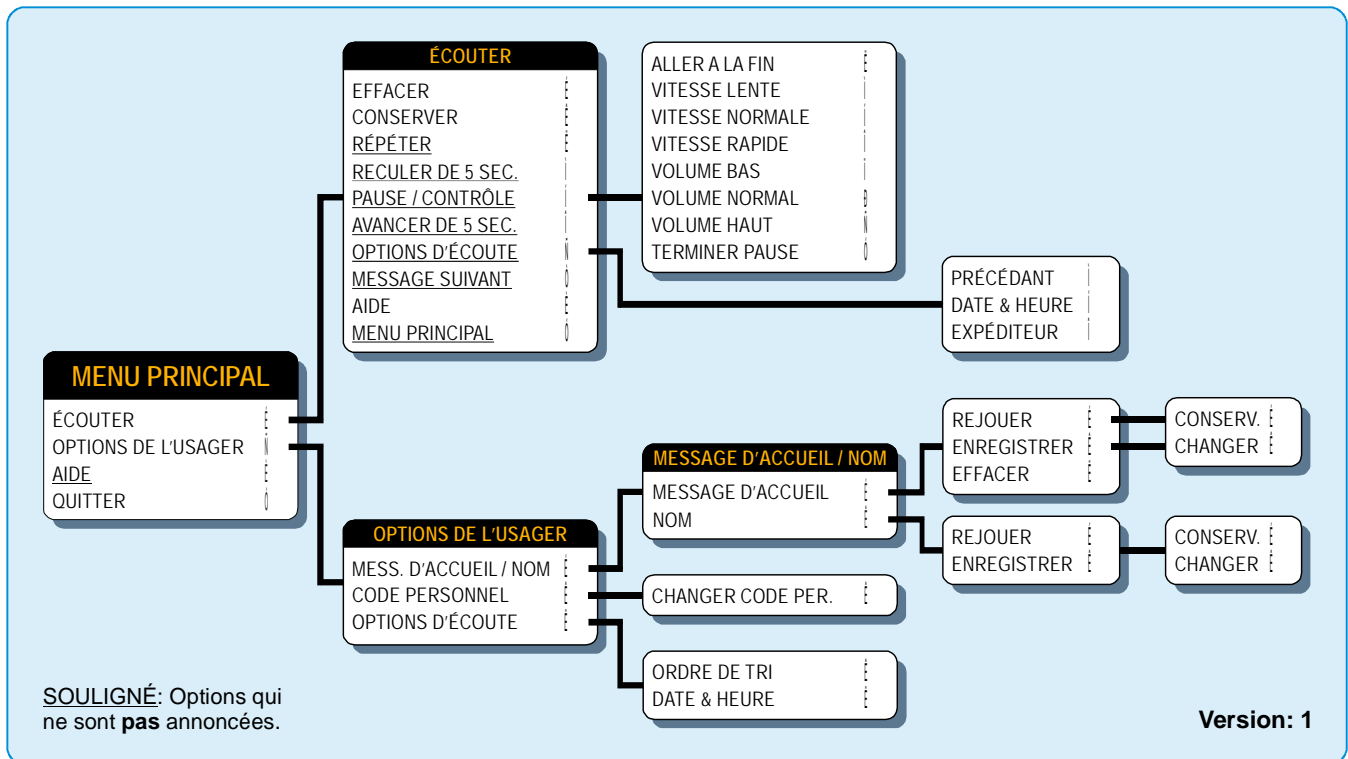 ÉCOUTER
EFFACER
CONSERVER
RÉPÉTER
RECULER DE 5 SEC.
PAUSE / CONTRÔLE
AVANCER DE 5 SEC.
OPTIONS D'ÉCOUTE
MESSAGE SUIVANT
AIDE
MENU PRINCIPAL
ALLER A LA FIN
VITESSE LENTE
VITESSE NORMALE
VITESSE RAPIDE
VOLUME BAS
VOLUME NORMAL
VOLUME HAUT
TERMINER PAUSE
PRÉCÉDANT
DATE & HEURE
EXPÉDITEUR
MENU PRINCIPAL
ÉCOUTER
OPTIONS DE L'USAGER
AIDE
QUITTER
OPTIONS DE L'USAGER
MESS. D'ACCUEIL / NOM
CODE PERSONNEL
OPTIONS D'ÉCOUTE
MESSAGE D'ACCUEIL / NOM
MESSAGE D'ACCUEIL
NOM
REJOUER
ENREGISTRER
EFFACER
CONSERV.
CHANGER
REJOUER
ENREGISTRER
CONSERV.
CHANGER
CHANGER CODE PER.
ORDRE DE TRI
DATE & HEURE
SOULIGNÉ: Options qui
ne sont pas annoncées.
Version: 1